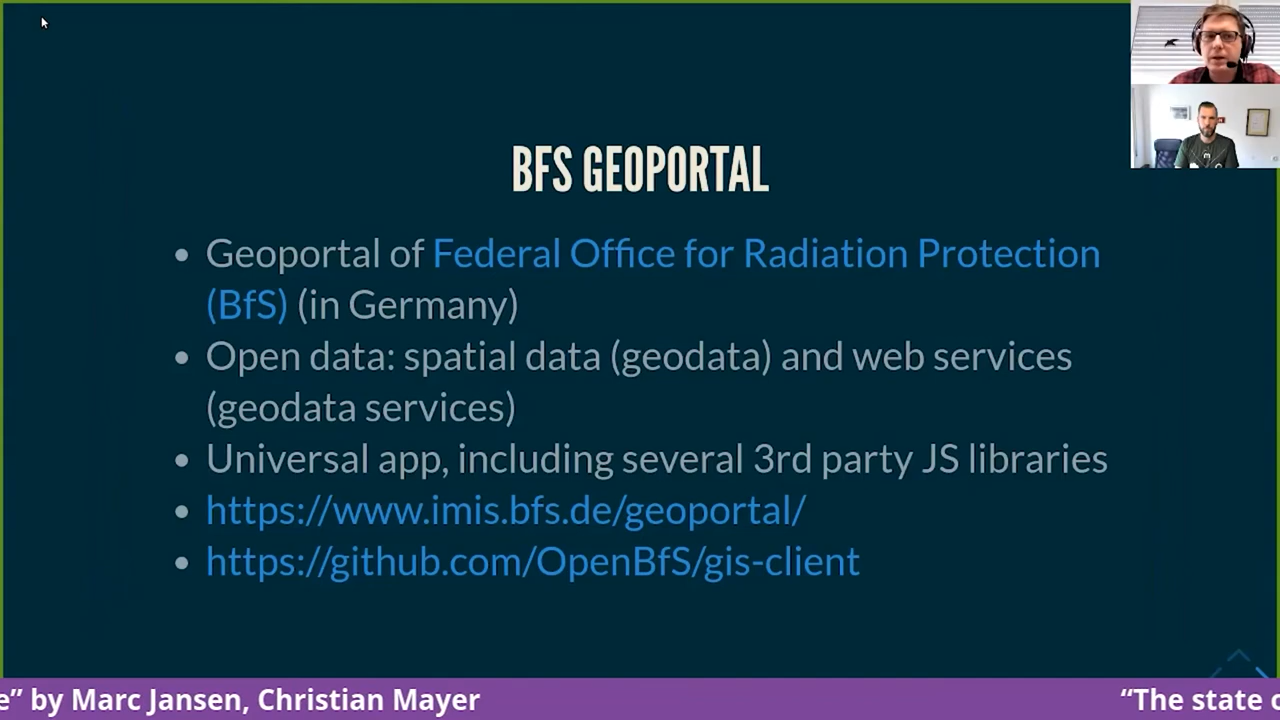 BFS GEOPORTAL
• Geoportal of Federal Office for Radiation Protection
(BfS) (in Germany)
• Open data: spatial data (geodata) and web services
(geodata services)
• Universal app, including several 3rd party JS libraries
• https://www.imis.bfs.de/geoportal/
• https://github.com/OpenBfS/gis-client
e” by Marc Jansen, Christian Mayer “The state